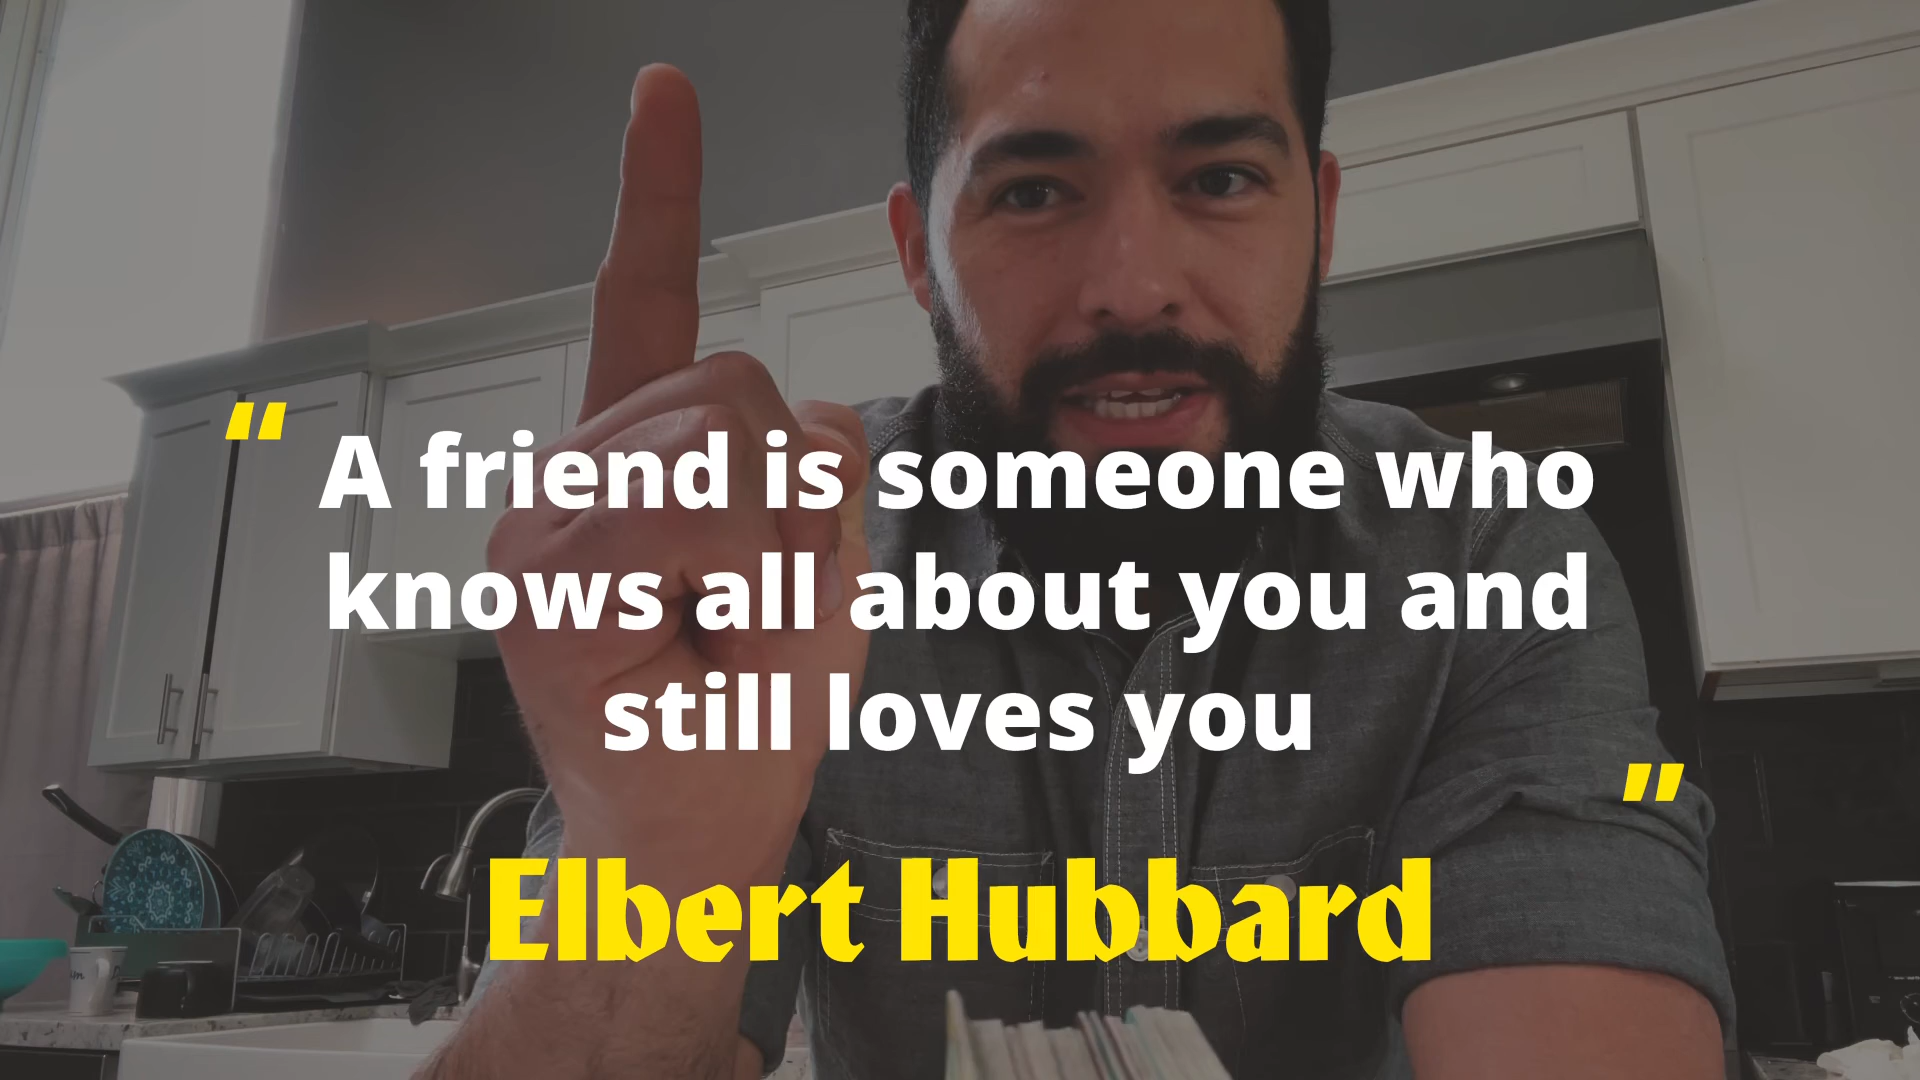 “ A friend is someone who
knows all about you and
still loves you ”
Elbert Hubbard